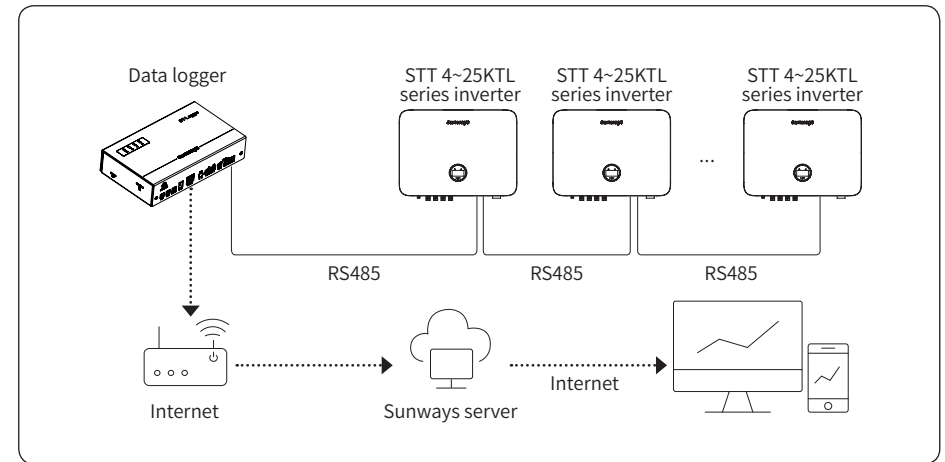 Data logger
STT 4~25KTL
series inverter
STT 4~25KTL
series inverter
STT 4~25KTL
series inverter
...
RS485
RS485
RS485
Internet
Sunways server
Internet